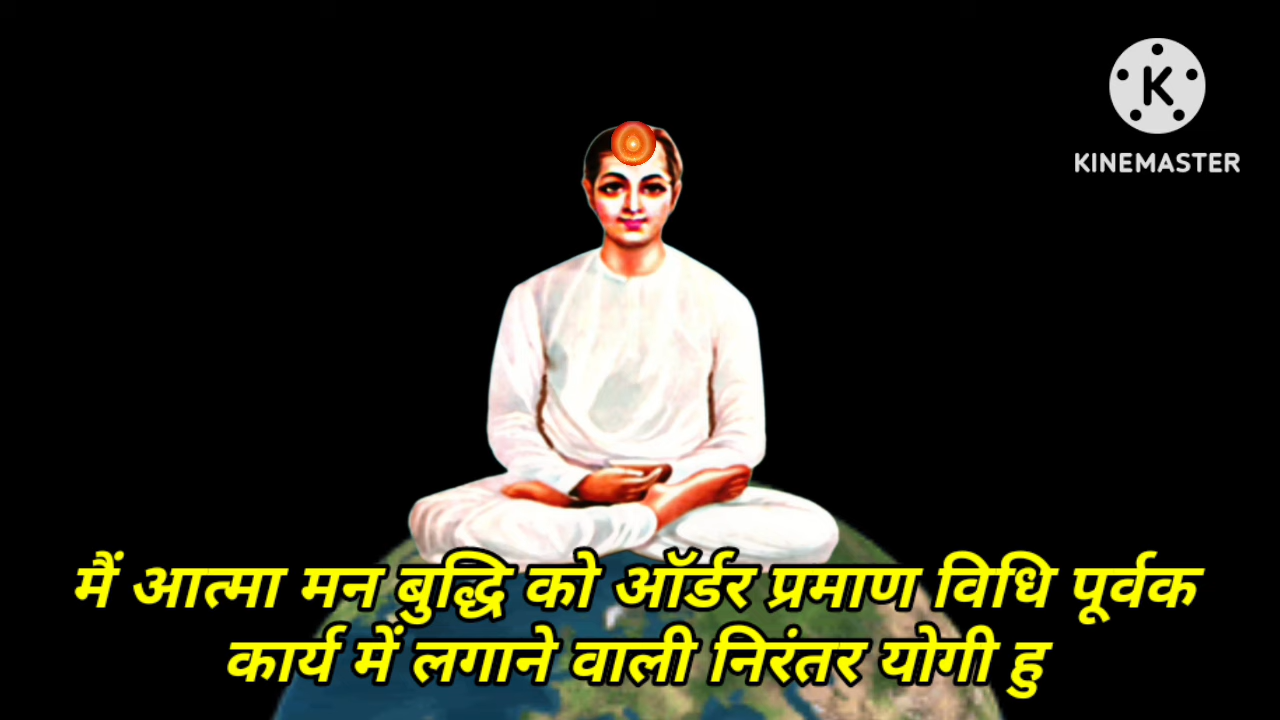 K
KINEMASTER
मैं आत्मा मन बुद्धि को ऑर्डर प्रमाण विधि पूर्वक
कार्य में लगाने वाली निरंतर योगी हु